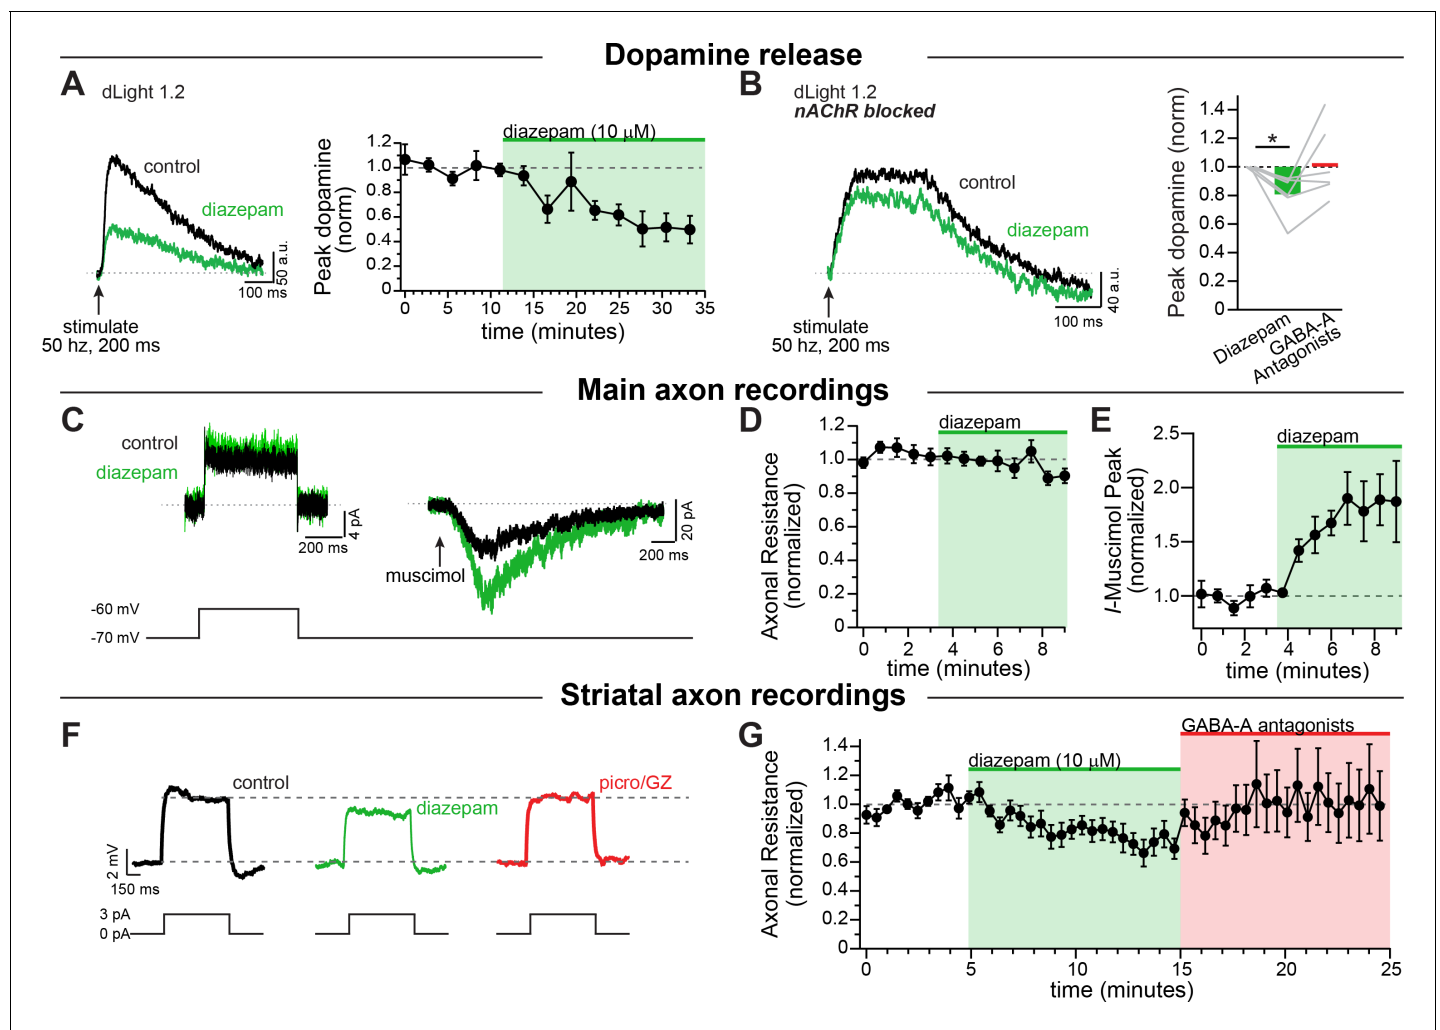 Dopamine release
A
dLight 1.2
control
diazepam
50 a.u.
100 ms
stimulate
50 hz, 200 ms
Peak dopamine
(norm)
1.2
1.0
0.8
0.6
0.4
0.2
0
diazepam (10 µM)
0 5 10 15 20 25 30 35
time (minutes)
B
dLight 1.2
nAChR blocked
control
diazepam
40 a.u.
100 ms
stimulate
50 hz, 200 ms
Peak dopamine (norm)
1.4
1.2
1.0
0.8
0.6
0.4
0.2
0
*
Diazepam
GABA-A
Antagonists
Main axon recordings
C
control
diazepam
4 pA
200 ms
muscimol
20 pA
200 ms
-60 mV
-70 mV
D
Axonal Resistance
(normalized)
1.2
1.0
0.8
0.6
0.4
0.2
0
diazepam
0 2 4 6 8
time (minutes)
E
I-Muscimol Peak
(normalized)
2.5
2.0
1.5
1.0
diazepam
0 2 4 6 8
time (minutes)
Striatal axon recordings
F
control
diazepam
picro/GZ
2 mV
150 ms
3 pA
0 pA
G
Axonal Resistance
(normalized)
1.4
1.2
1.0
0.8
0.6
0.4
0.2
0
diazepam (10 µM)
GABA-A antagonists
0 5 10 15 20 25
time (minutes)